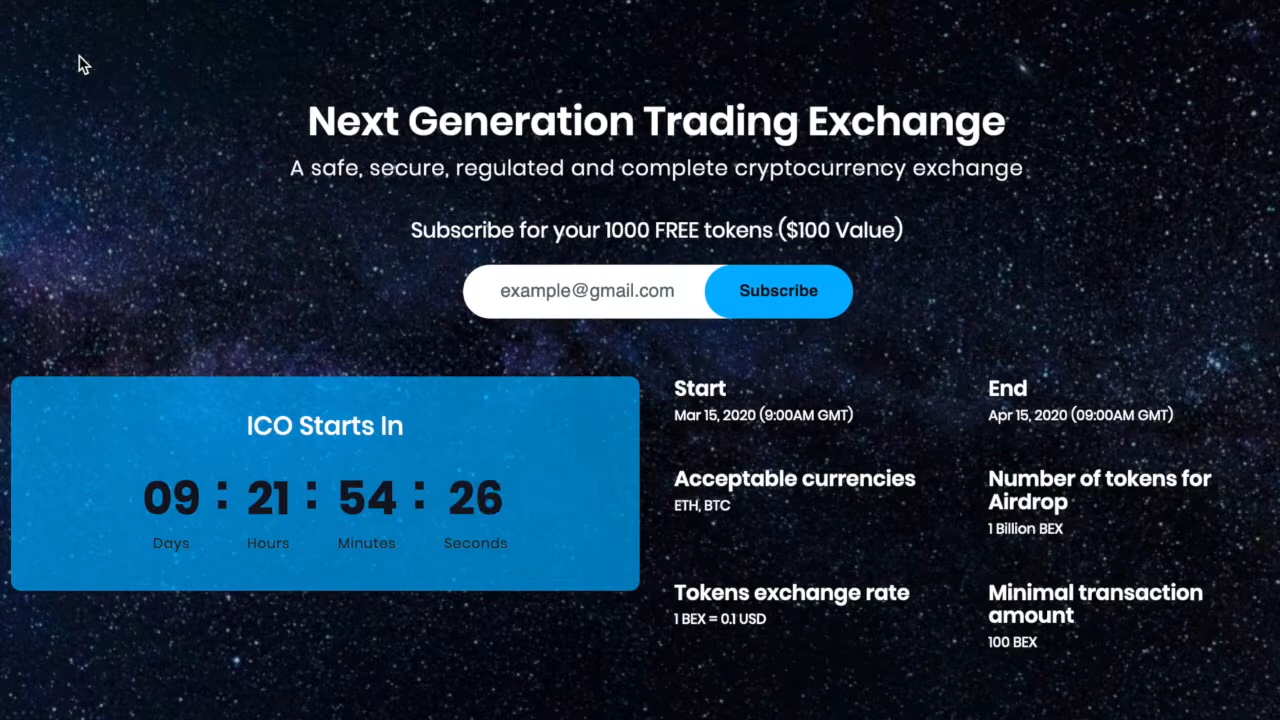 Next Generation Trading Exchange
A safe, secure, regulated and complete cryptocurrency exchange
Subscribe for your 1000 FREE tokens ($100 Value)
example@gmail.com
Subscribe
ICO Starts In
09 : 21 : 54 : 26
Days Hours Minutes Seconds
Start
Mar 15, 2020 (9:00AM GMT)
End
Apr 15, 2020 (09:00AM GMT)
Acceptable currencies
ETH, BTC
Number of tokens for
Airdrop
1 Billion BEX
Tokens exchange rate
1 BEX = 0.1 USD
Minimal transaction
amount
100 BEX